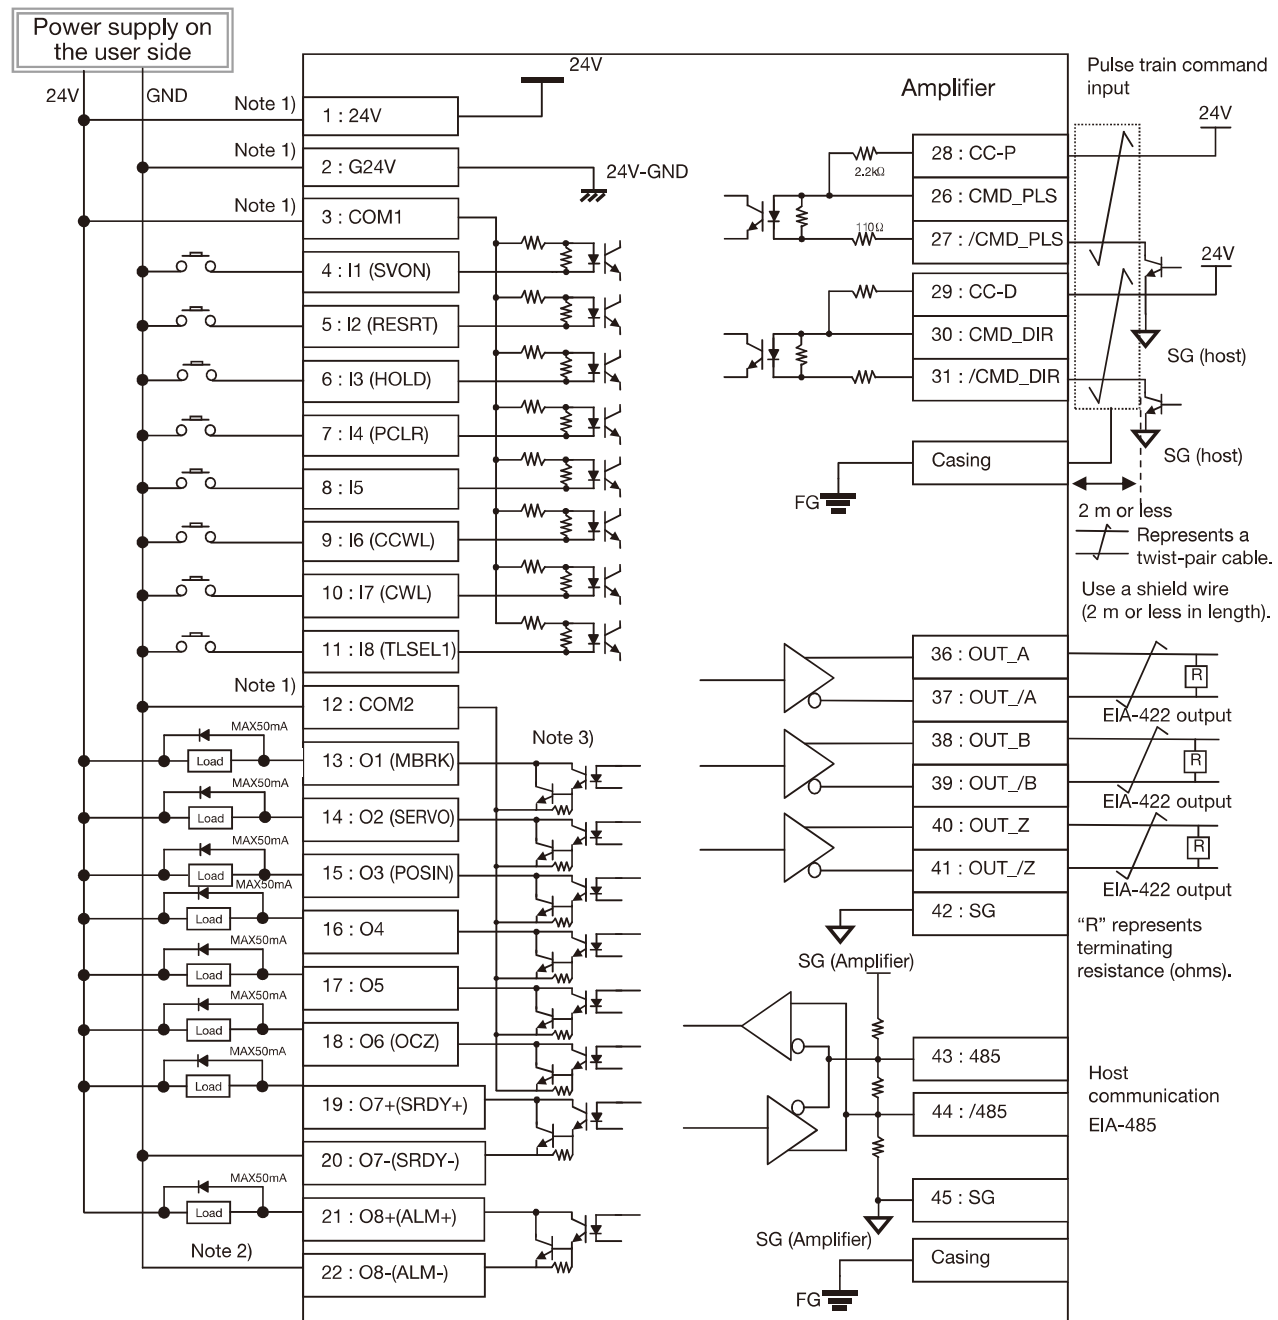 Power supply on
the user side
24V
GND
Note 1)
1 : 24V
24V
Note 1)
2 : G24V
24V-GND
Note 1)
3 : COM1
4 : I1 (SVON)
5 : I2 (RESRT)
6 : I3 (HOLD)
7 : I4 (PCLR)
8 : I5
9 : I6 (CCWL)
10 : I7 (CWL)
11 : I8 (TLSEL1)
Note 1)
12 : COM2
Note 3)
MAX50mA
Load
13 : O1 (MBRK)
MAX50mA
Load
14 : O2 (SERVO)
MAX50mA
Load
15 : O3 (POSIN)
MAX50mA
Load
16 : O4
MAX50mA
Load
17 : O5
MAX50mA
Load
18 : O6 (OCZ)
MAX50mA
Load
19 : O7+(SRDY+)
20 : O7-(SRDY-)
MAX50mA
Load
21 : O8+(ALM+)
Note 2)
22 : O8-(ALM-)
Amplifier
Pulse train command
input
24V
28 : CC-P
2.2kΩ
26 : CMD_PLS
110Ω
27 : /CMD_PLS
24V
29 : CC-D
30 : CMD_DIR
SG (host)
31 : /CMD_DIR
SG (host)
Casing
FG
2 m or less
Represents a
twist-pair cable.
Use a shield wire
(2 m or less in length).
36 : OUT_A
R
37 : OUT_/A
EIA-422 output
38 : OUT_B
R
39 : OUT_/B
EIA-422 output
40 : OUT_Z
R
41 : OUT_/Z
EIA-422 output
42 : SG
SG (Amplifier)
“R” represents
terminating
resistance (ohms).
43 : 485
44 : /485
Host
communication
EIA-485
45 : SG
SG (Amplifier)
Casing
FG